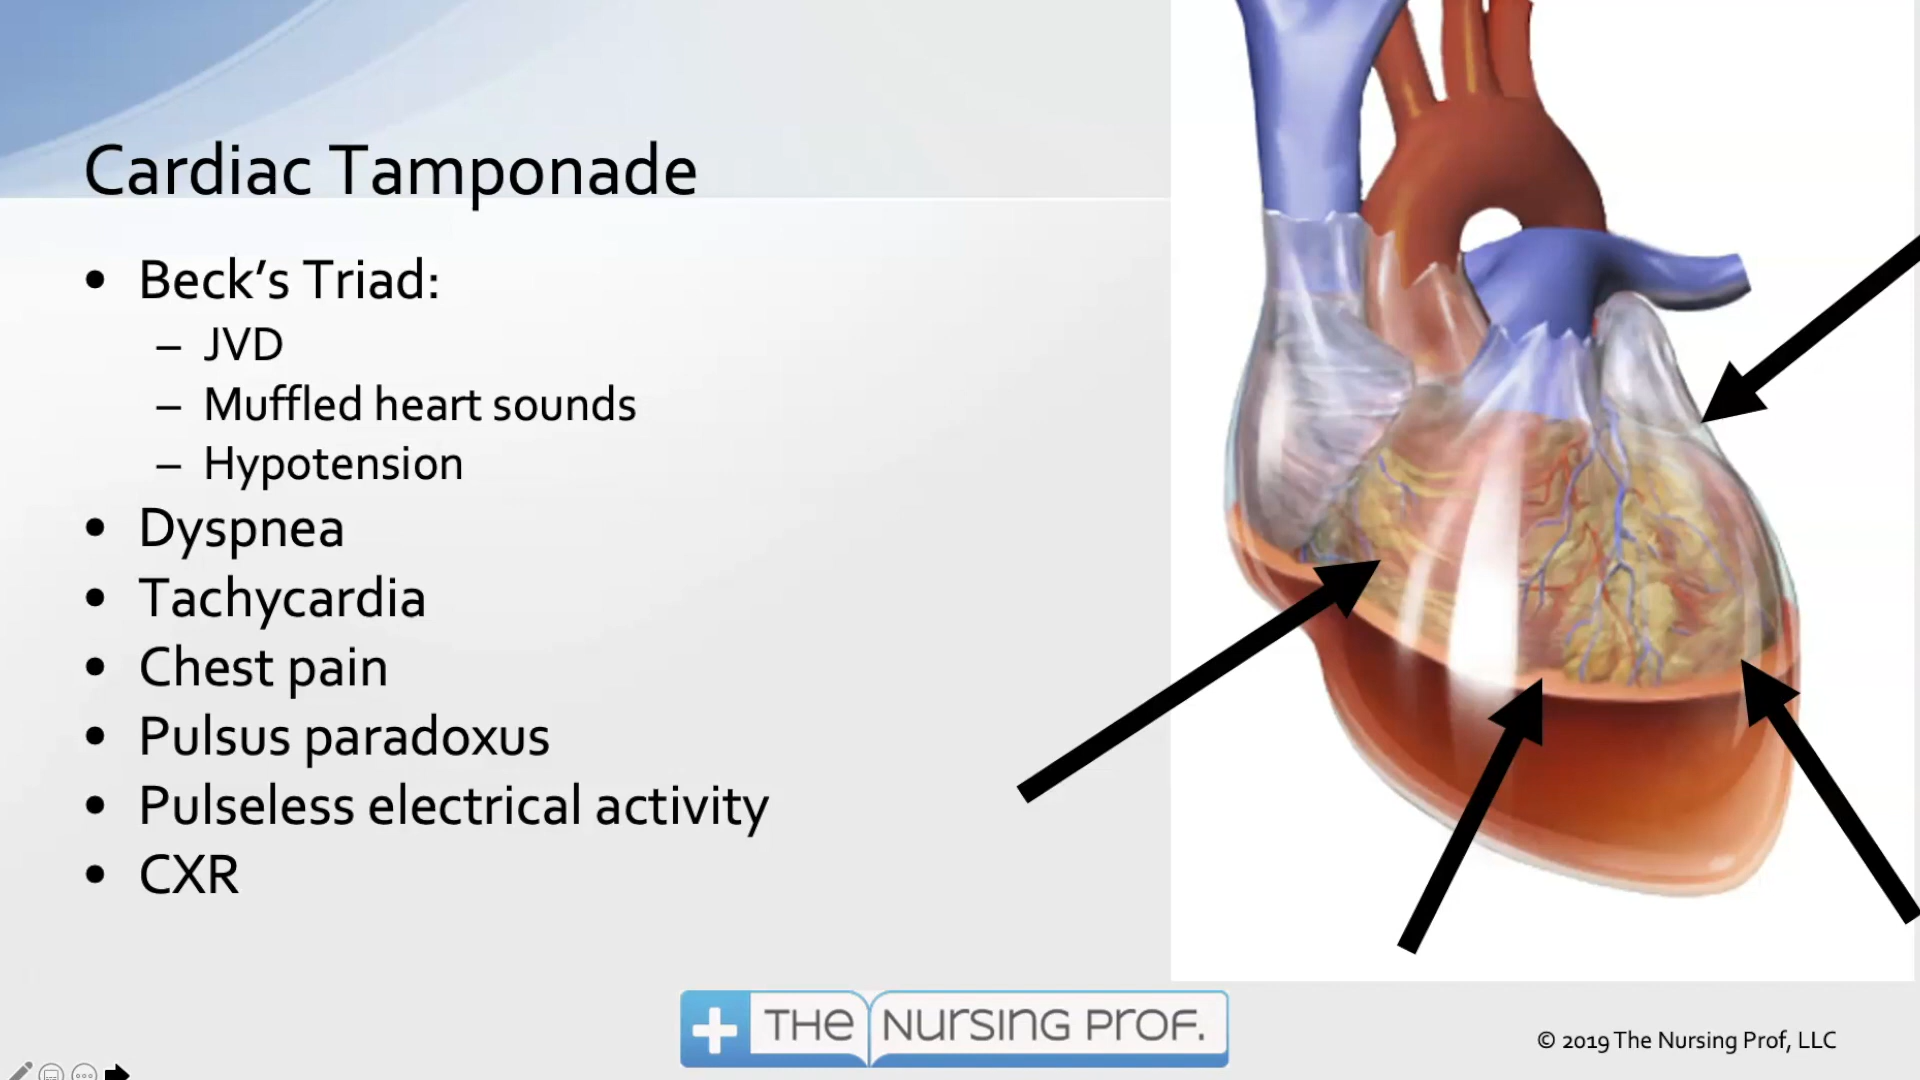 Cardiac Tamponade
• Beck’s Triad:
– JVD
– Muffled heart sounds
– Hypotension
• Dyspnea
• Tachycardia
• Chest pain
• Pulsus paradoxus
• Pulseless electrical activity
• CXR
THE NURSING PROF.
© 2019 The Nursing Prof, LLC